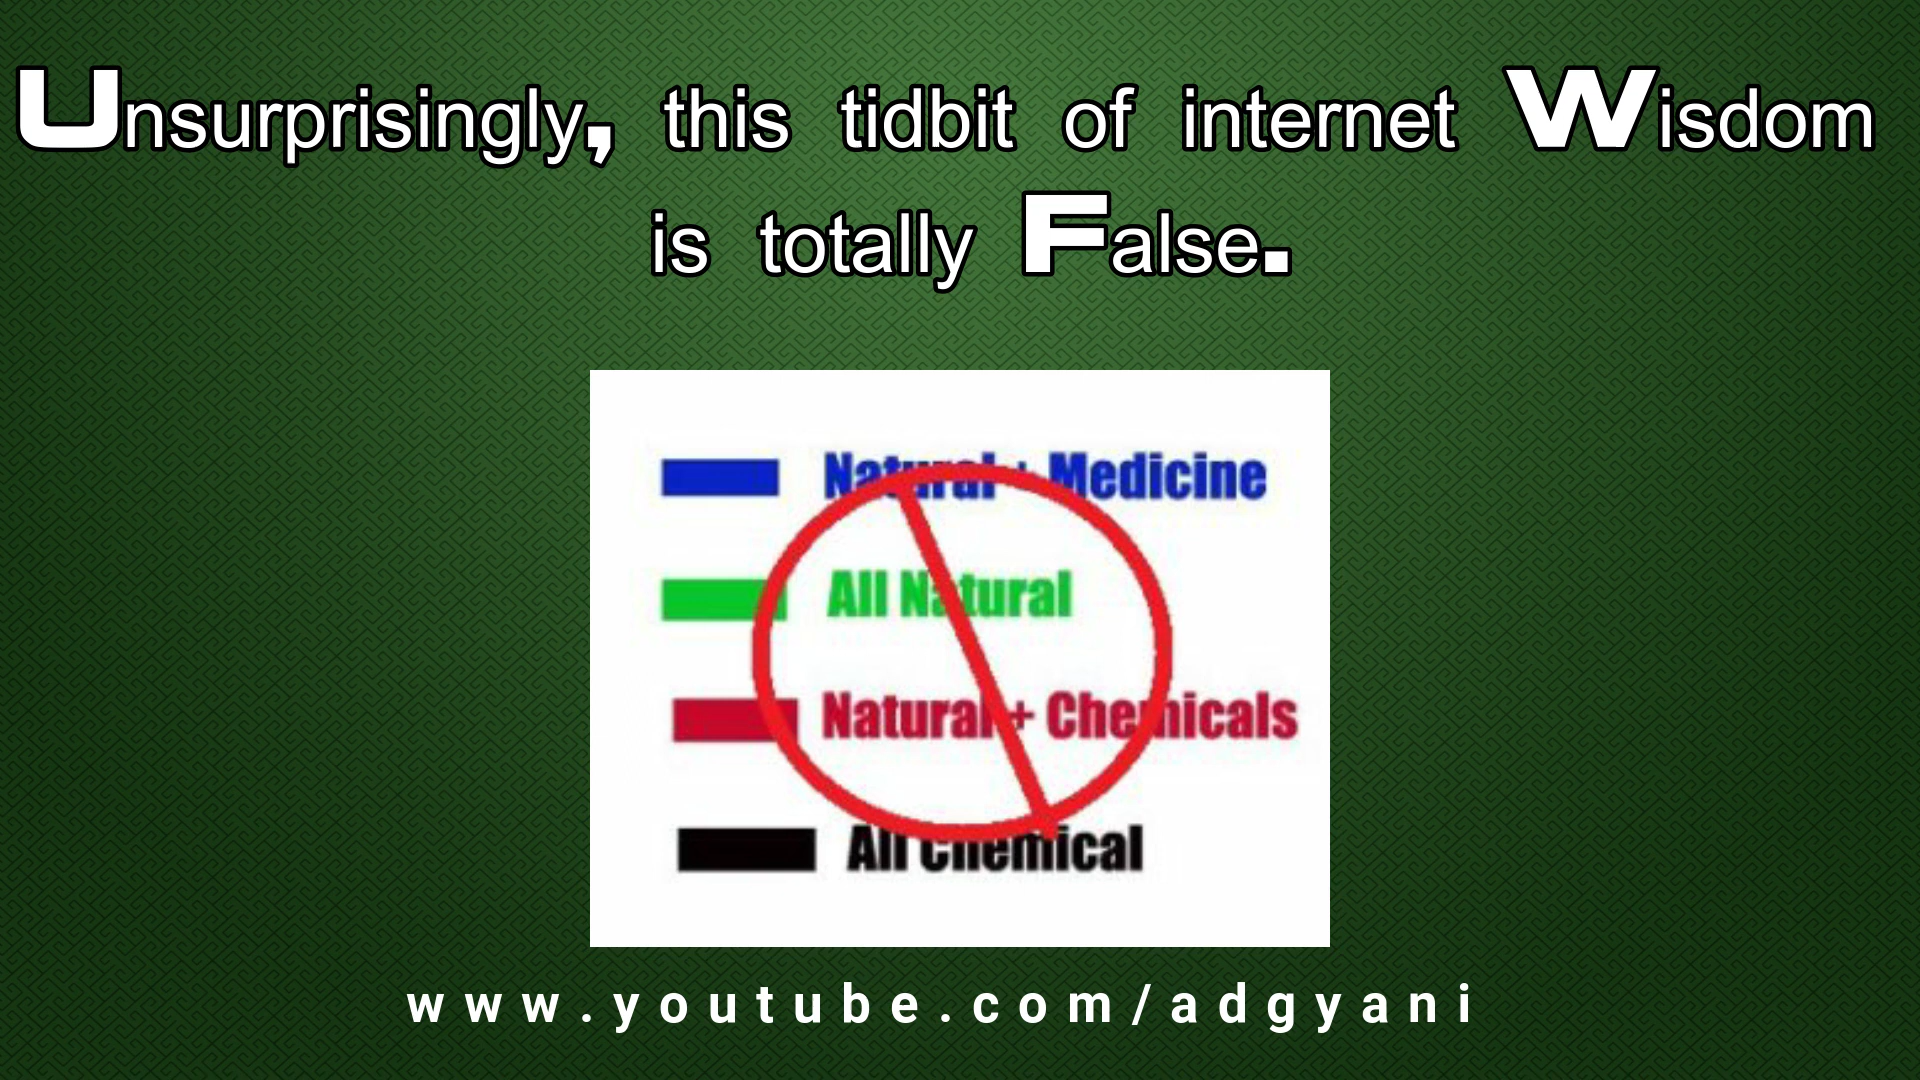 Unsurprisingly, this tidbit of internet Wisdom
is totally False.
Natural + Medicine
All Natural
Natural + Chemicals
All Chemical
www.youtube.com/adgyani